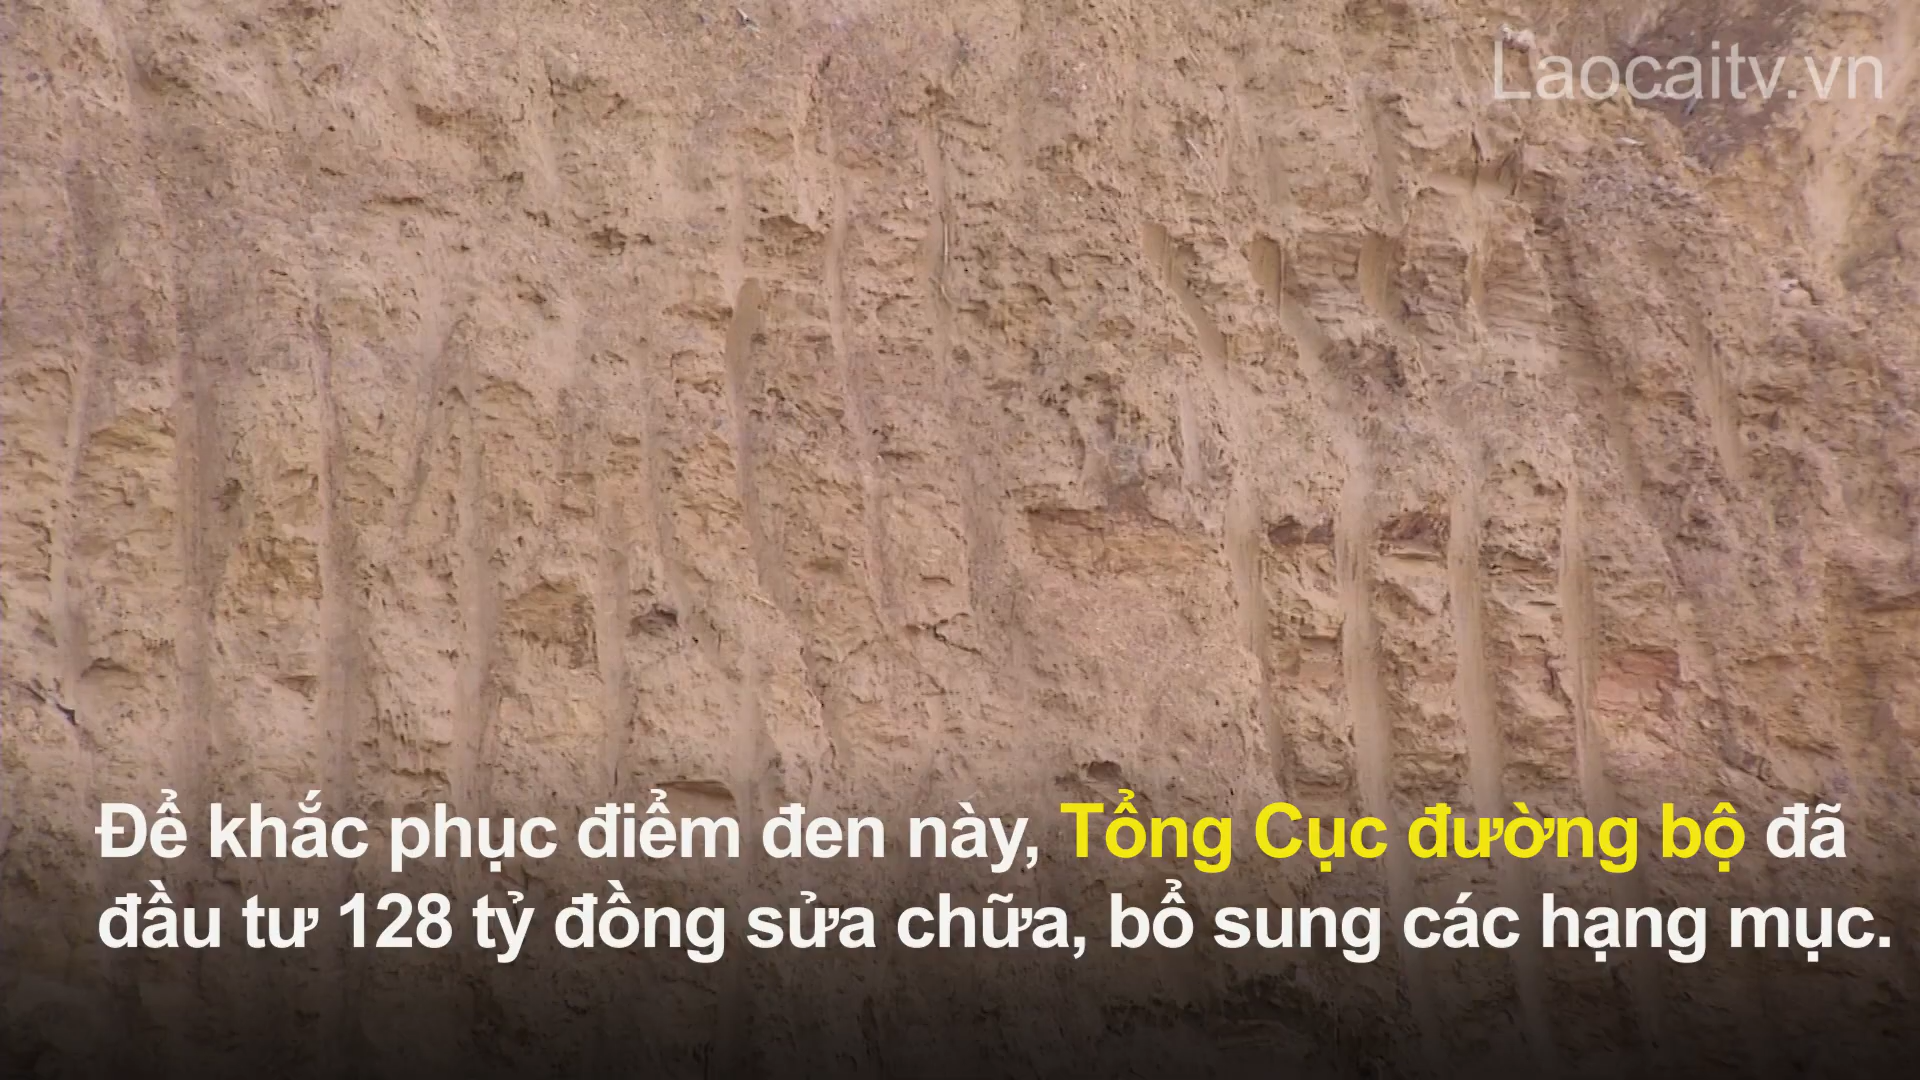 Laocaitv.vn
Để khắc phục điểm đen này, Tổng Cục đường bộ đã
đầu tư 128 tỷ đồng sửa chữa, bổ sung các hạng mục.